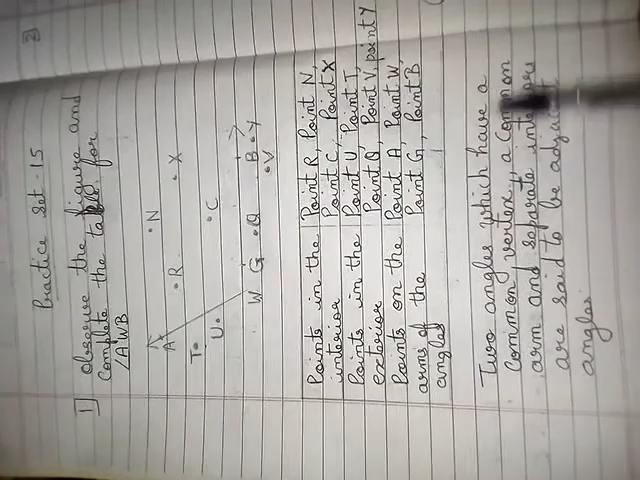 2)
Practice Set - 15
1) Observe the figure and
complete the table for
∠AWB
A
R
N
X
T
U
C
W
G
Q
B
Y
V
Points in the interior | Point R, Point N, Point C, Point X
Points in the exterior | Point U, Point T, Point Q, Point V, point Y
Points on the arms of the angles | Point A, Point W, Point G, Point B
Two angles which have a
common vertex, a common
arm and separate interiors
are said to be adjacent
angles